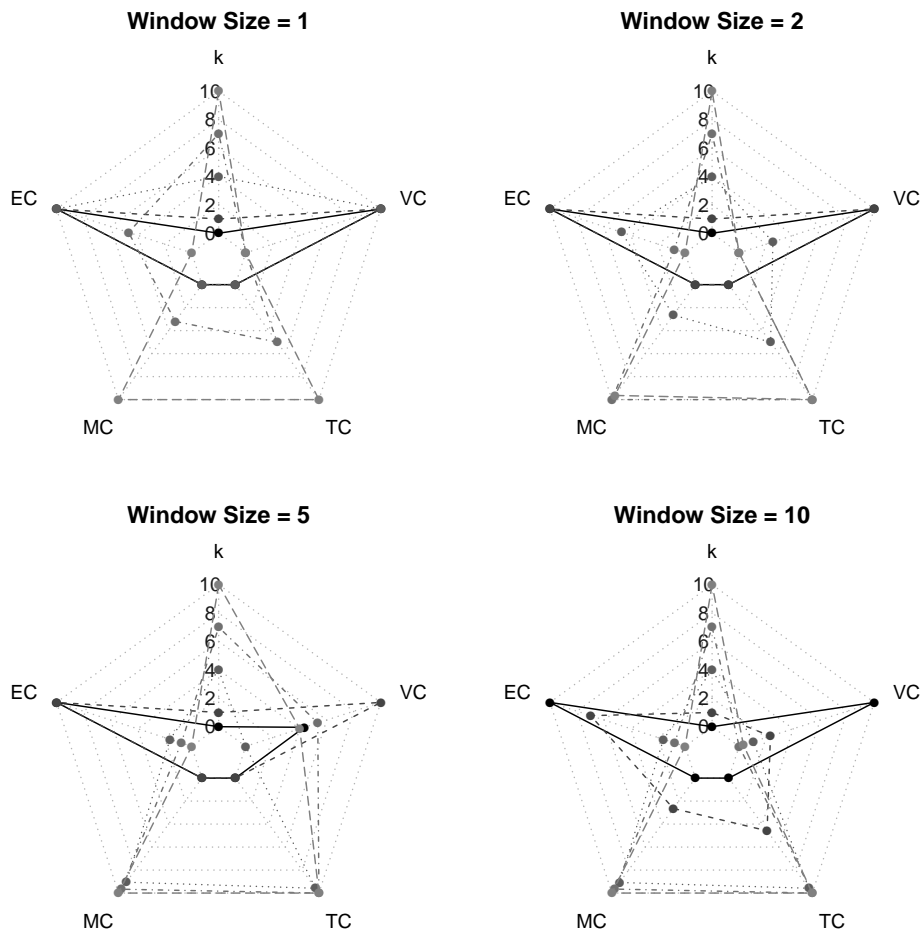 Window Size = 1
k
10
8
6
4
2
0
EC
VC
MC
TC
Window Size = 2
k
10
8
6
4
2
0
EC
VC
MC
TC
Window Size = 5
k
10
8
6
4
2
0
EC
VC
MC
TC
Window Size = 10
k
10
8
6
4
2
0
EC
VC
MC
TC